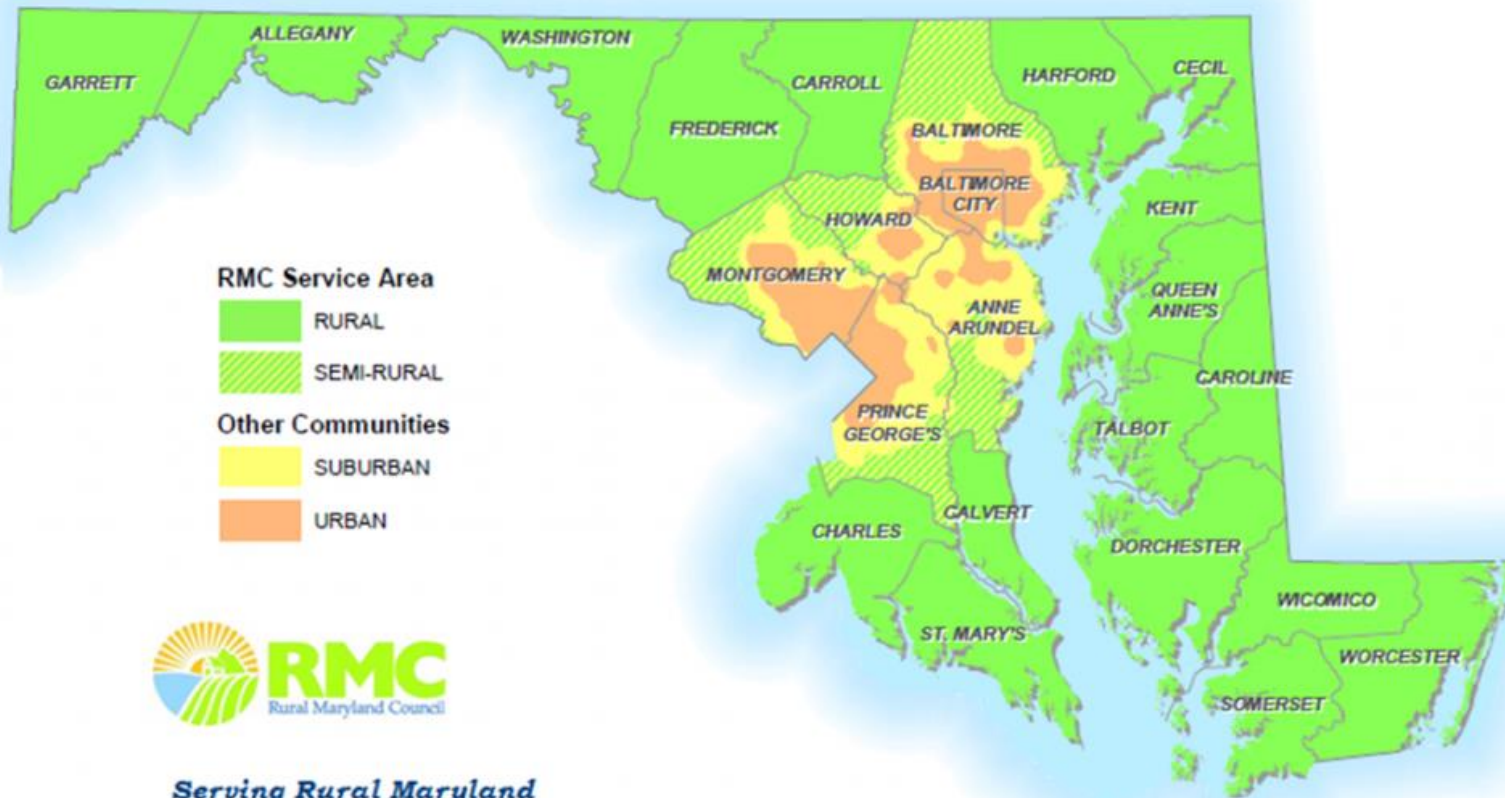 GARRETT
ALLEGANY
WASHINGTON
FREDERICK
CARROLL
BALTIMORE
HARFORD
CECIL
BALTIMORE
CITY
HOWARD
MONTGOMERY
KENT
QUEEN
ANNE'S
ANNE
ARUNDEL
CAROLINE
PRINCE
GEORGE'S
TALBOT
CALVERT
CHARLES
DORCHESTER
ST. MARY'S
WICOMICO
WORCESTER
SOMERSET
RMC Service Area
RURAL
SEMI-RURAL
Other Communities
SUBURBAN
URBAN
RMC
Rural Maryland Council
Serving Rural Maryland